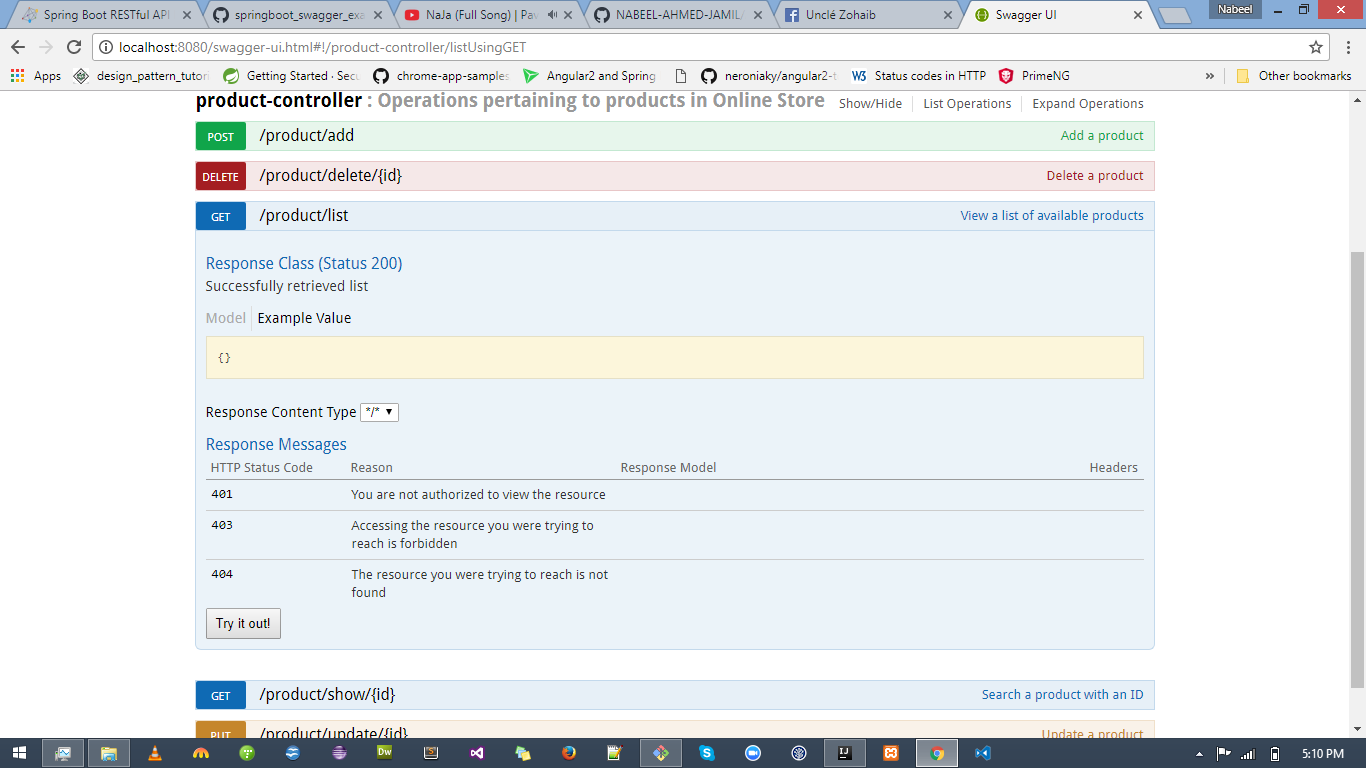 Spring Boot RESTful API
springboot_swagger_exa
NaJa (Full Song) | Pav
NABEEL-AHMED-JAMIL/
Unclé Zohaib
Swagger UI
Nabeel
localhost:8080/swagger-ui.html#!/product-controller/listUsingGET
Apps
design_pattern_tutori
Getting Started · Secu
chrome-app-samples
Angular2 and Spring
neroniaky/angular2-t
W3
Status codes in HTTP
PrimeNG
»
Other bookmarks
product-controller : Operations pertaining to products in Online Store
Show/Hide
List Operations
Expand Operations
POST
/product/add
Add a product
DELETE
/product/delete/{id}
Delete a product
GET
/product/list
View a list of available products
Response Class (Status 200)
Successfully retrieved list
Model
Example Value
{}
Response Content Type */*
Response Messages
HTTP Status Code
Reason
Response Model
Headers
401
You are not authorized to view the resource
403
Accessing the resource you were trying to
reach is forbidden
404
The resource you were trying to reach is not
found
Try it out!
GET
/product/show/{id}
Search a product with an ID
PUT
/product/update/{id}
Update a product
Dw
S
IJ
5:10 PM